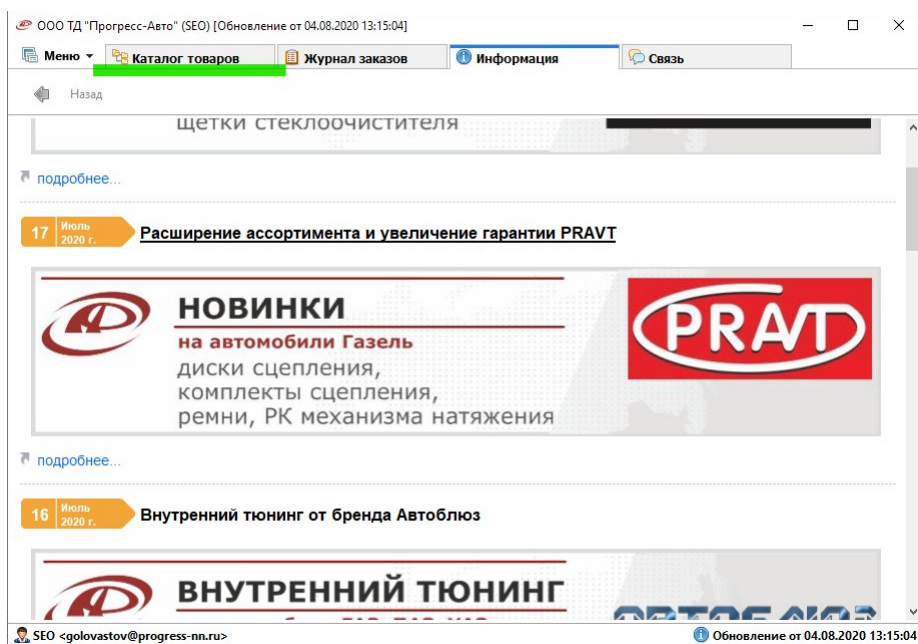 ООО ТД "Прогресс-Авто" (SEO) [Обновление от 04.08.2020 13:15:04]
Меню Каталог товаров Журнал заказов Информация Связь
Назад
щетки стеклоочистителя
подробнее...
17 Июль 2020 г. Расширение ассортимента и увеличение гарантии PRAVT
НОВИНКИ
на автомобили Газель
диски сцепления,
комплекты сцепления,
ремни, РК механизма натяжения
PRAVT
подробнее...
16 Июль 2020 г. Внутренний тюнинг от бренда Автоблюз
ВНУТРЕННИЙ ТЮНИНГ
SEO <golovastov@progress-nn.ru> Обновление от 04.08.2020 13:15:04